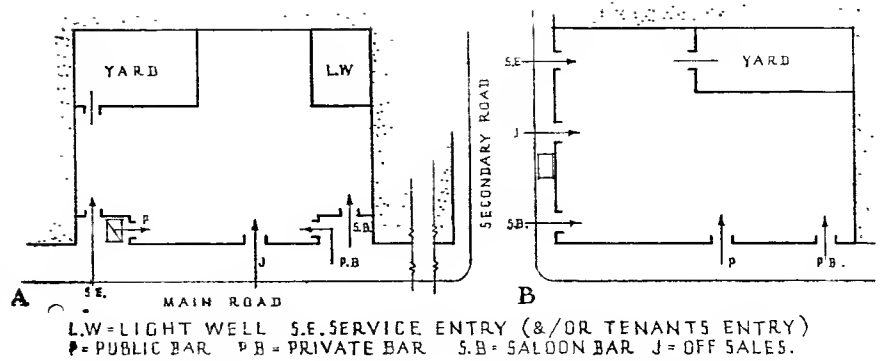 YARD
L.W
P
S.B
J
P.B
S.E.
A
MAIN ROAD
SECONDARY ROAD
S.E
YARD
J
S.B.
P
P B.
B
L.W=LIGHT WELL S.E.SERVICE ENTRY (&/OR TENANTS ENTRY)
P=PUBLIC BAR P B=PRIVATE BAR S.B=SALOON BAR J=OFF SALES.